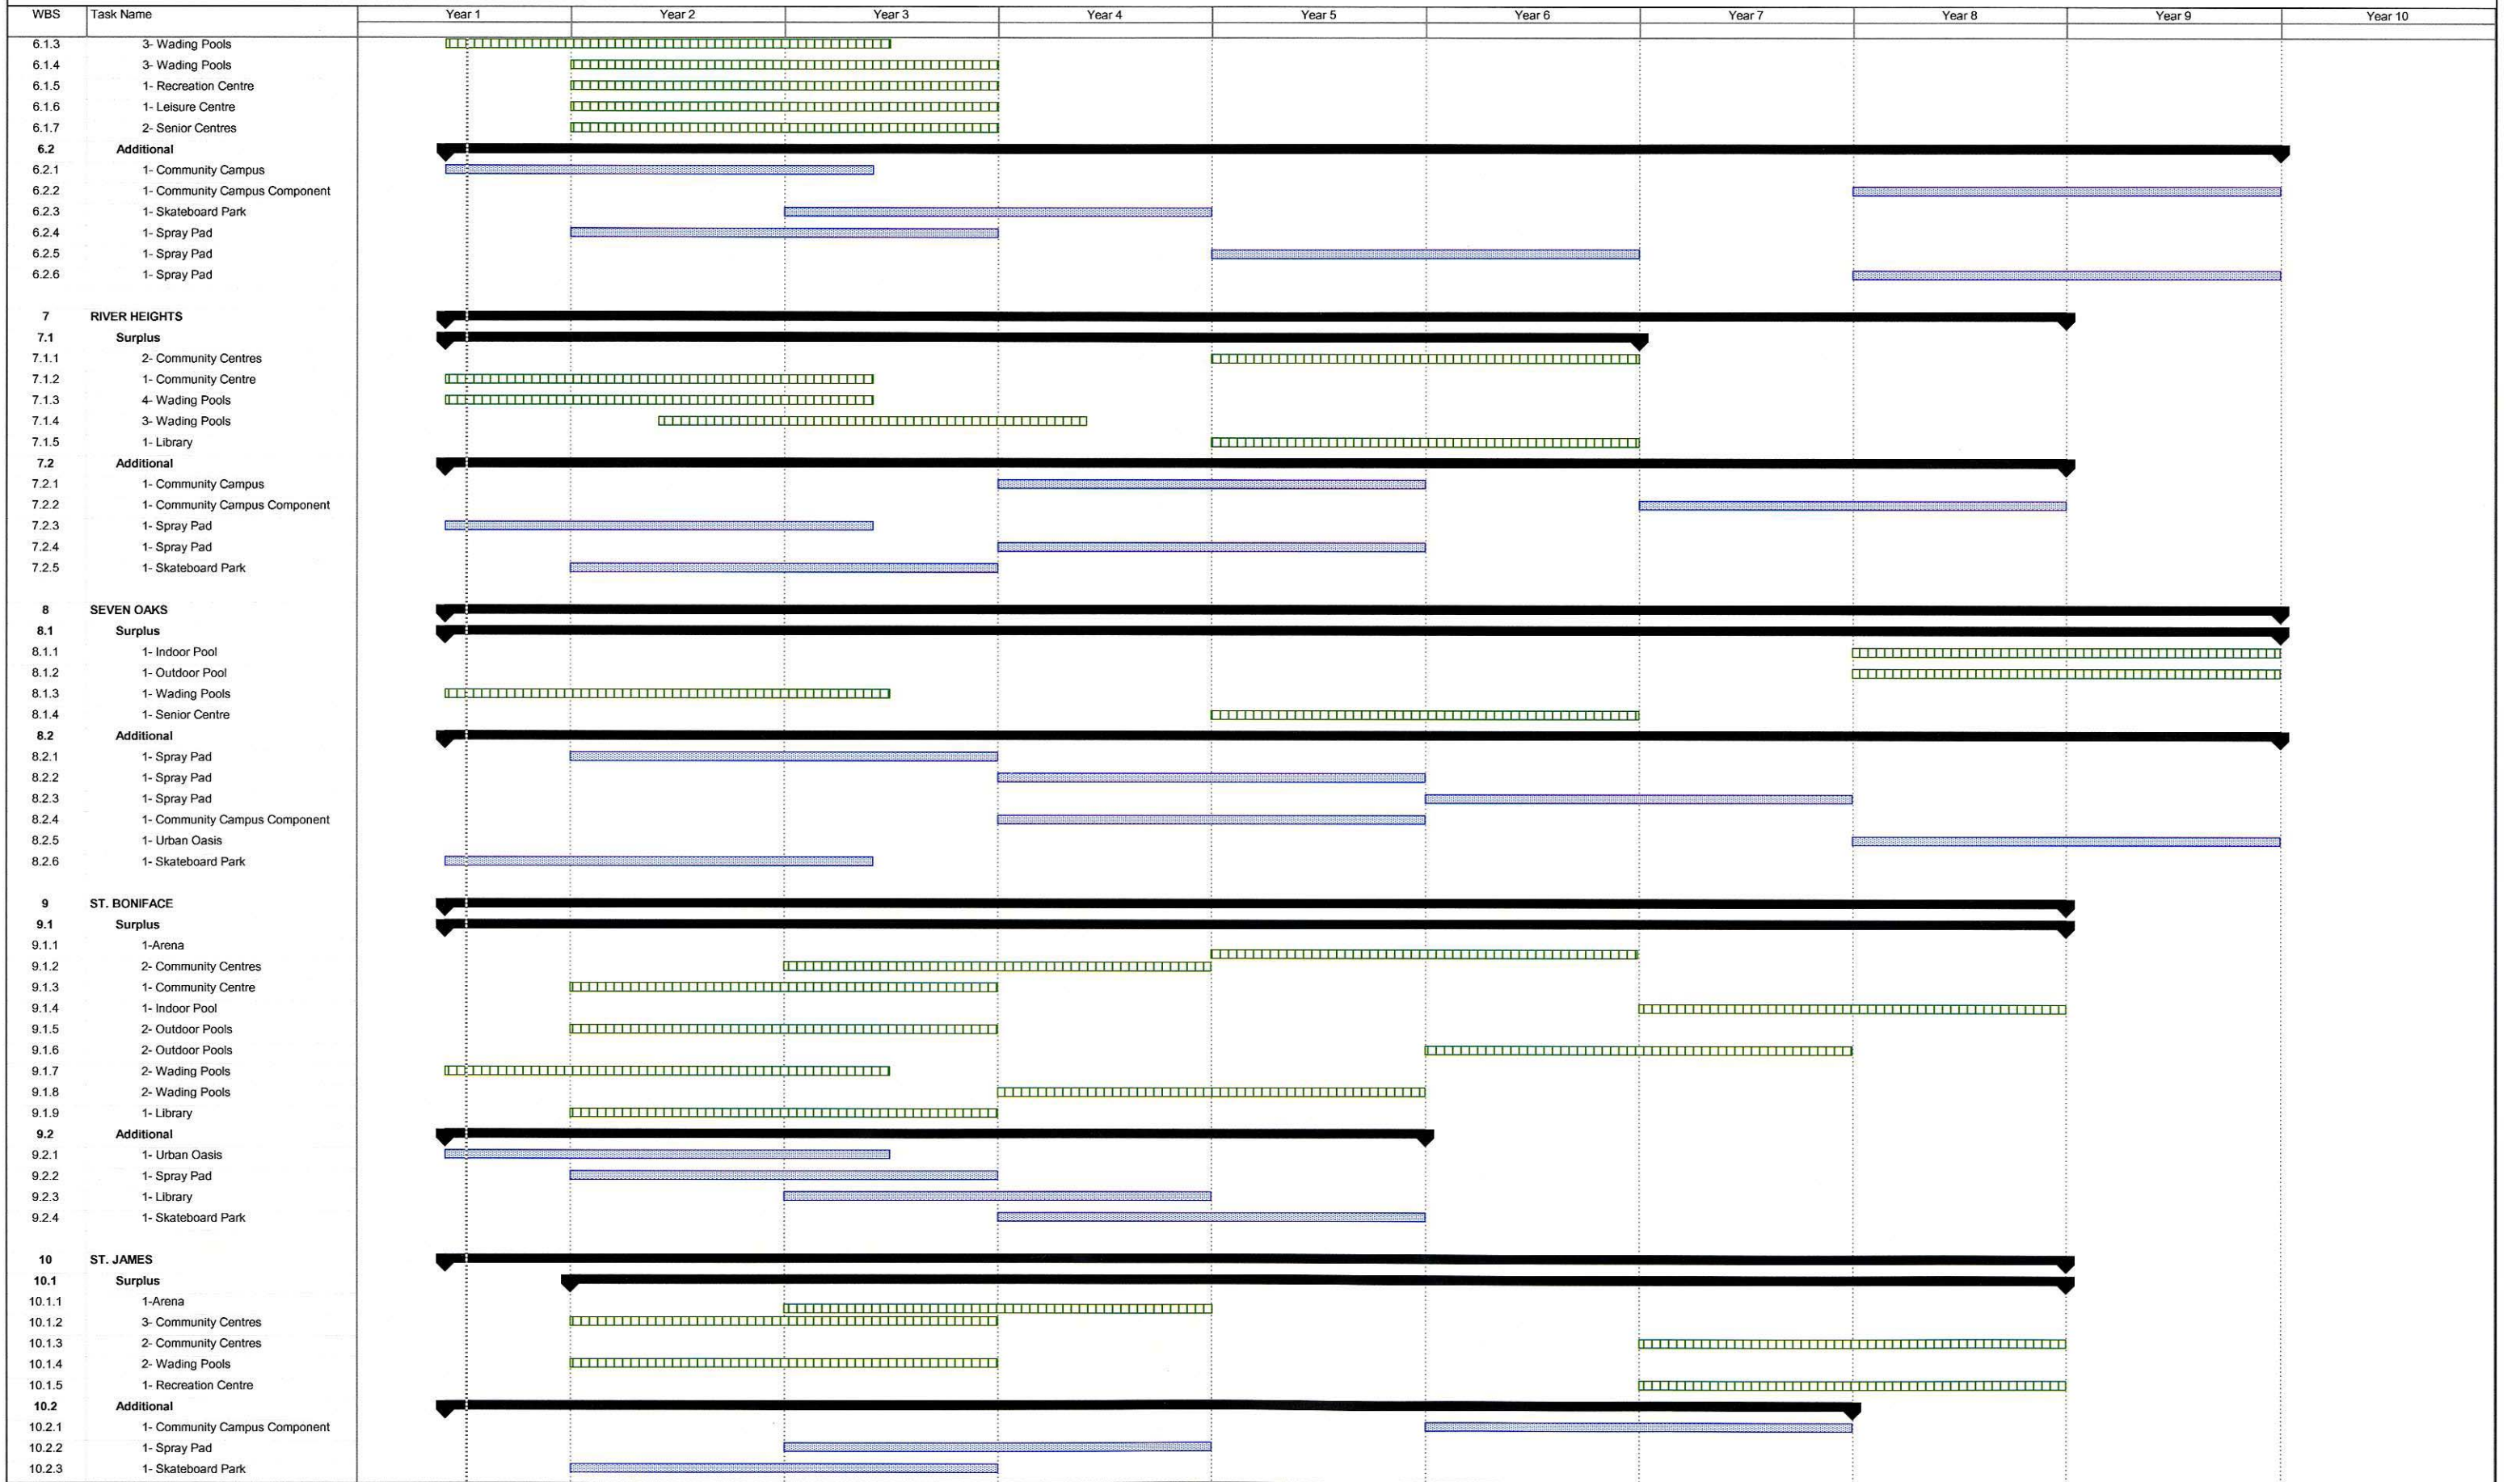 WBS Task Name Year 1 Year 2 Year 3 Year 4 Year 5 Year 6 Year 7 Year 8 Year 9 Year 10
6.1.3 3- Wading Pools
6.1.4 3- Wading Pools
6.1.5 1- Recreation Centre
6.1.6 1- Leisure Centre
6.1.7 2- Senior Centres
6.2 Additional
6.2.1 1- Community Campus
6.2.2 1- Community Campus Component
6.2.3 1- Skateboard Park
6.2.4 1- Spray Pad
6.2.5 1- Spray Pad
6.2.6 1- Spray Pad
7 RIVER HEIGHTS
7.1 Surplus
7.1.1 2- Community Centres
7.1.2 1- Community Centre
7.1.3 4- Wading Pools
7.1.4 3- Wading Pools
7.1.5 1- Library
7.2 Additional
7.2.1 1- Community Campus
7.2.2 1- Community Campus Component
7.2.3 1- Spray Pad
7.2.4 1- Spray Pad
7.2.5 1- Skateboard Park
8 SEVEN OAKS
8.1 Surplus
8.1.1 1- Indoor Pool
8.1.2 1- Outdoor Pool
8.1.3 1- Wading Pools
8.1.4 1- Senior Centre
8.2 Additional
8.2.1 1- Spray Pad
8.2.2 1- Spray Pad
8.2.3 1- Spray Pad
8.2.4 1- Community Campus Component
8.2.5 1- Urban Oasis
8.2.6 1- Skateboard Park
9 ST. BONIFACE
9.1 Surplus
9.1.1 1-Arena
9.1.2 2- Community Centres
9.1.3 1- Community Centre
9.1.4 1- Indoor Pool
9.1.5 2- Outdoor Pools
9.1.6 2- Outdoor Pools
9.1.7 2- Wading Pools
9.1.8 2- Wading Pools
9.1.9 1- Library
9.2 Additional
9.2.1 1- Urban Oasis
9.2.2 1- Spray Pad
9.2.3 1- Library
9.2.4 1- Skateboard Park
10 ST. JAMES
10.1 Surplus
10.1.1 1-Arena
10.1.2 3- Community Centres
10.1.3 2- Community Centres
10.1.4 2- Wading Pools
10.1.5 1- Recreation Centre
10.2 Additional
10.2.1 1- Community Campus Component
10.2.2 1- Spray Pad
10.2.3 1- Skateboard Park